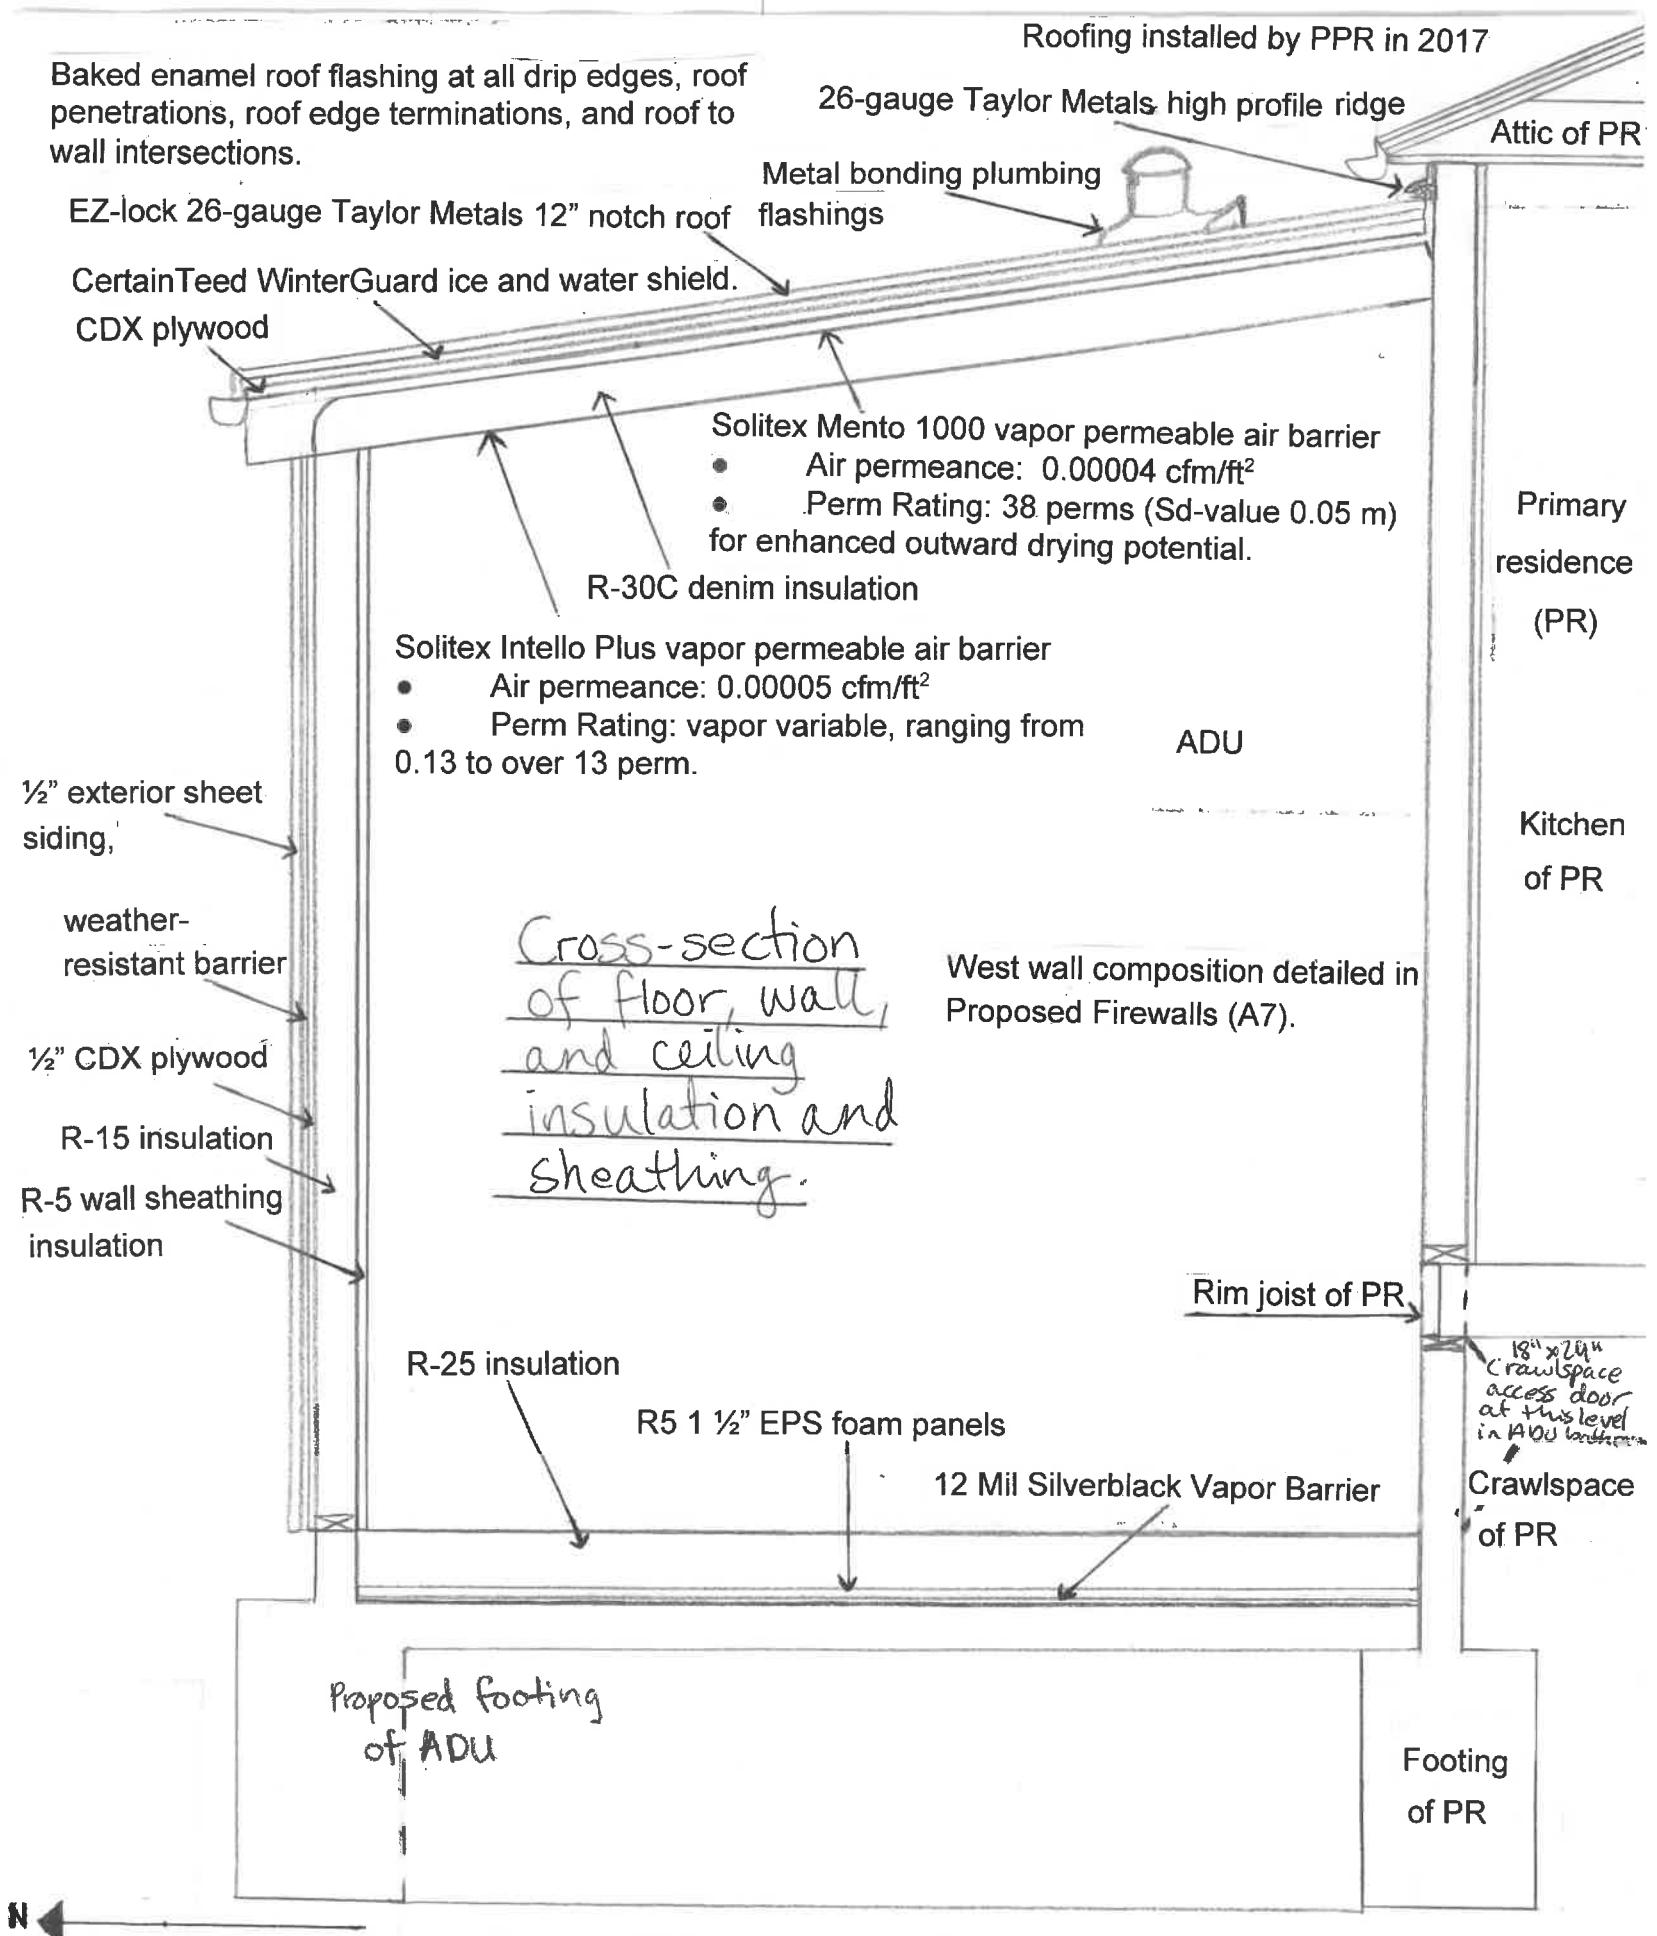 Roofing installed by PPR in 2017
Baked enamel roof flashing at all drip edges, roof
penetrations, roof edge terminations, and roof to
wall intersections.
26-gauge Taylor Metals high profile ridge
Attic of PR
Metal bonding plumbing
flashings
EZ-lock 26-gauge Taylor Metals 12” notch roof
CertainTeed WinterGuard ice and water shield.
CDX plywood
Solitex Mento 1000 vapor permeable air barrier
• Air permeance: 0.00004 cfm/ft²
• Perm Rating: 38 perms (Sd-value 0.05 m)
for enhanced outward drying potential.
R-30C denim insulation
Solitex Intello Plus vapor permeable air barrier
• Air permeance: 0.00005 cfm/ft²
• Perm Rating: vapor variable, ranging from
0.13 to over 13 perm.
Primary
residence
(PR)
ADU
Kitchen
of PR
½” exterior sheet
siding,
weather-
resistant barrier
½” CDX plywood
R-15 insulation
R-5 wall sheathing
insulation
Cross-section
of floor, wall,
and ceiling
insulation and
sheathing.
West wall composition detailed in
Proposed Firewalls (A7).
Rim joist of PR
18" x 24"
Crawlspace
access door
at this level
in ADU
Crawlspace
of PR
R-25 insulation
R5 1 ½” EPS foam panels
12 Mil Silverblack Vapor Barrier
Proposed footing
of ADU
Footing
of PR
N